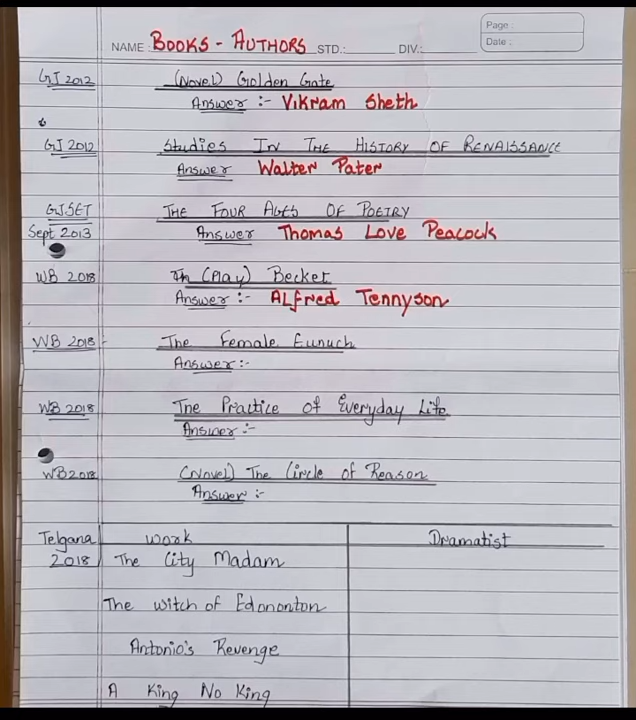 Page :
Date :
NAME : BOOKS - AUTHORS STD.: DIV.:
GJ 2012 (Novel) Golden Gate
Answer :- Vikram Sheth
GJ 2012 Studies In THE HISTORY OF RENAISSANCE
Answer Walter Pater
GJSET THE FOUR AGES OF POETRY
Sept 2013 Answer Thomas Love Peacock
WB 2018 (Play) Becket
Answer :- ALfred Tennyson
WB 2018 The Female Eunuch
Answer:-
WB 2018 The Practice of Everyday Life
Answer :-
WB2018 (Novel) The Circle of Reason
Answer :-
Telgana work Dramatist
2018 The City Madam
The witch of Edmonton
Antonio's Revenge
A King No King